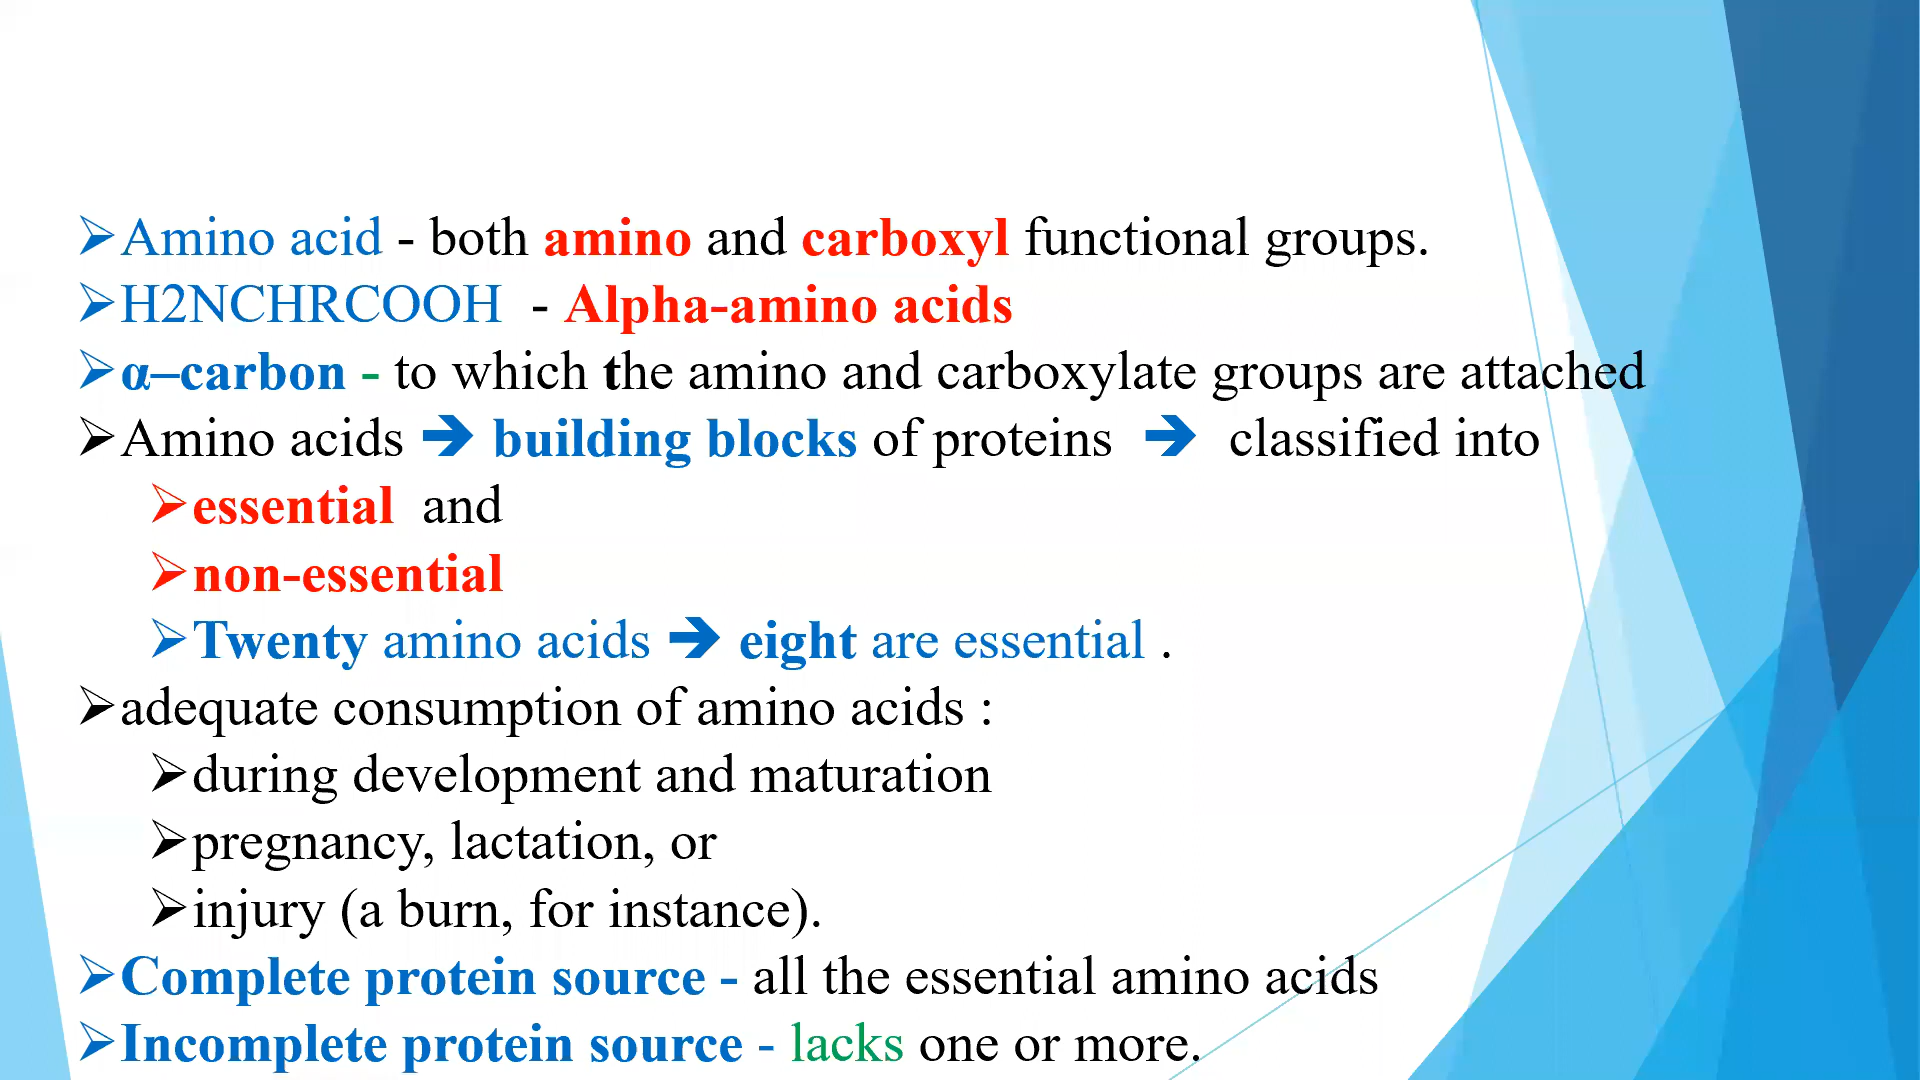 ➢Amino acid - both amino and carboxyl functional groups.
➢H2NCHRCOOH - Alpha-amino acids
➢α–carbon - to which the amino and carboxylate groups are attached
➢Amino acids ➔ building blocks of proteins ➔ classified into
➢essential and
➢non-essential
➢Twenty amino acids ➔ eight are essential .
➢adequate consumption of amino acids :
➢during development and maturation
➢pregnancy, lactation, or
➢injury (a burn, for instance).
➢Complete protein source - all the essential amino acids
➢Incomplete protein source - lacks one or more.